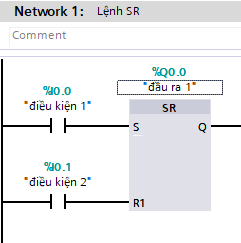 Network 1: Lệnh SR
Comment
%Q0.0
"đầu ra 1"
%I0.0
"điều kiện 1"
SR
S Q
%I0.1
"điều kiện 2"
R1